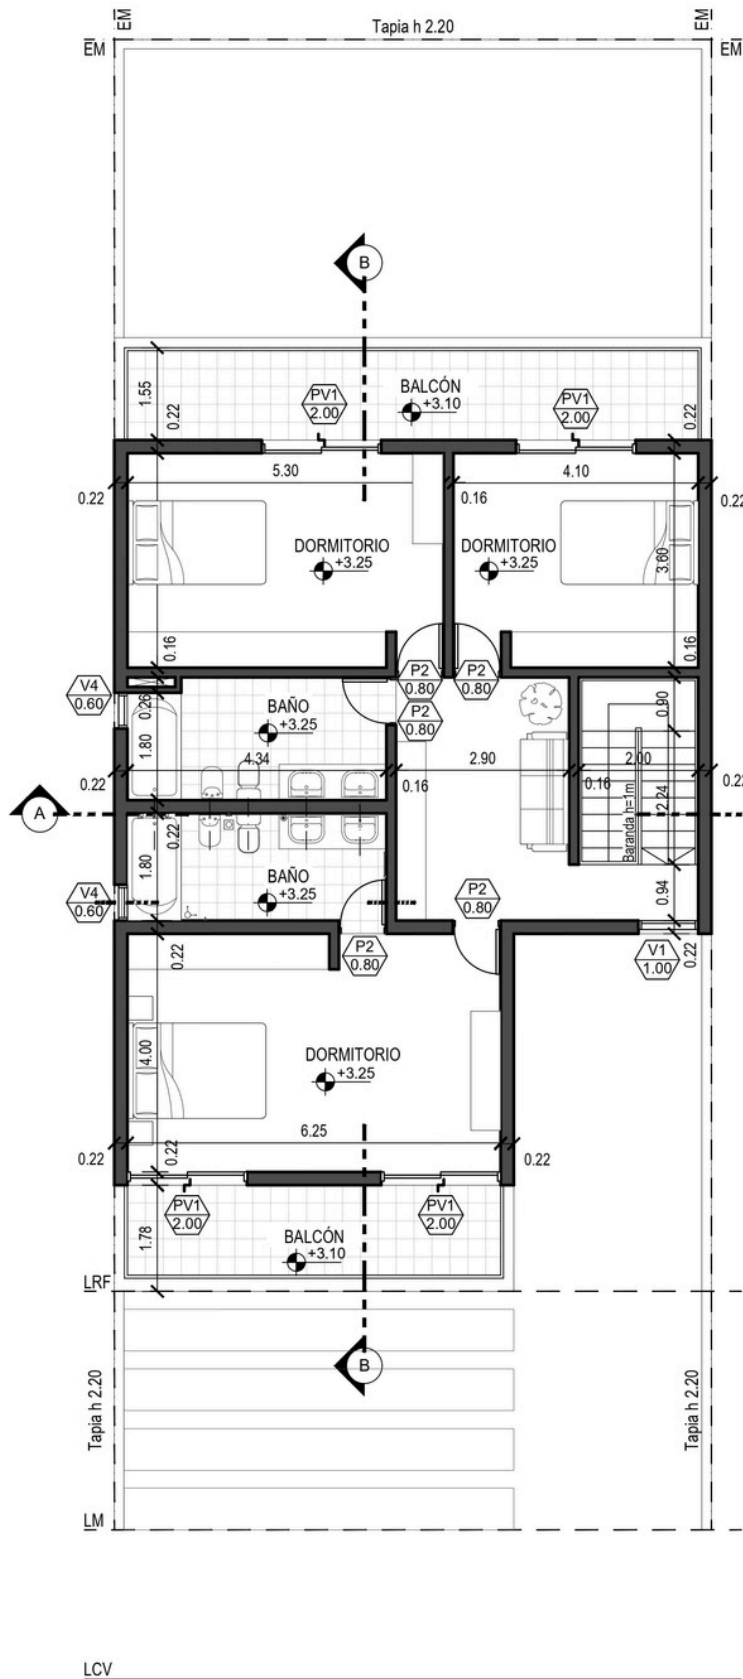 EM
EM
Tapia h 2.20
EM
EM
B
1.55
0.22
PV1
2.00
BALCÓN
+3.10
PV1
2.00
0.22
5.30
4.10
0.22
0.16
0.22
DORMITORIO
+3.25
DORMITORIO
+3.25
3.60
0.16
0.16
P2
0.80
P2
0.80
V4
0.60
0.26
BAÑO
+3.25
P2
0.80
0.90
1.80
4.34
2.90
2.00
0.22
0.16
0.16
0.22
A
2.24
Baranda h=1m
0.22
1.80
BAÑO
+3.25
V4
0.60
P2
0.80
0.94
0.22
P2
0.80
V1
1.00
0.22
4.00
DORMITORIO
+3.25
6.25
0.22
0.22
0.22
PV1
2.00
PV1
2.00
1.78
BALCÓN
+3.10
LRF
B
Tapia h 2.20
Tapia h 2.20
LM
LCV